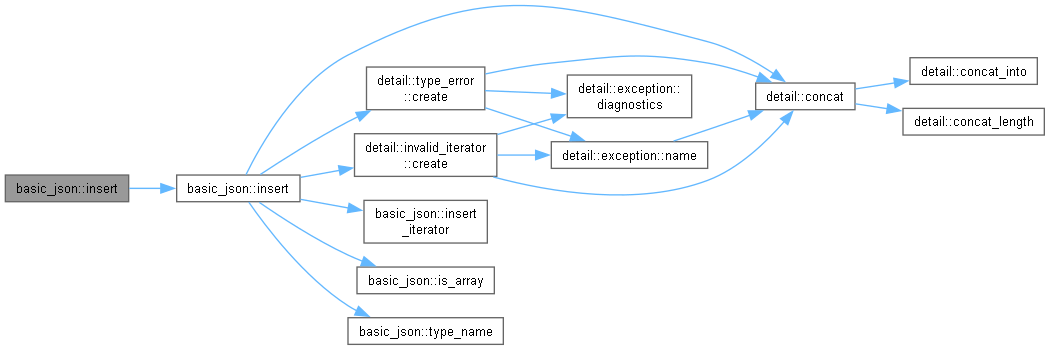 basic_json::insert
basic_json::insert
detail::type_error
::create
detail::invalid_iterator
::create
basic_json::insert
_iterator
basic_json::is_array
basic_json::type_name
detail::exception::
diagnostics
detail::exception::name
detail::concat
detail::concat_into
detail::concat_length